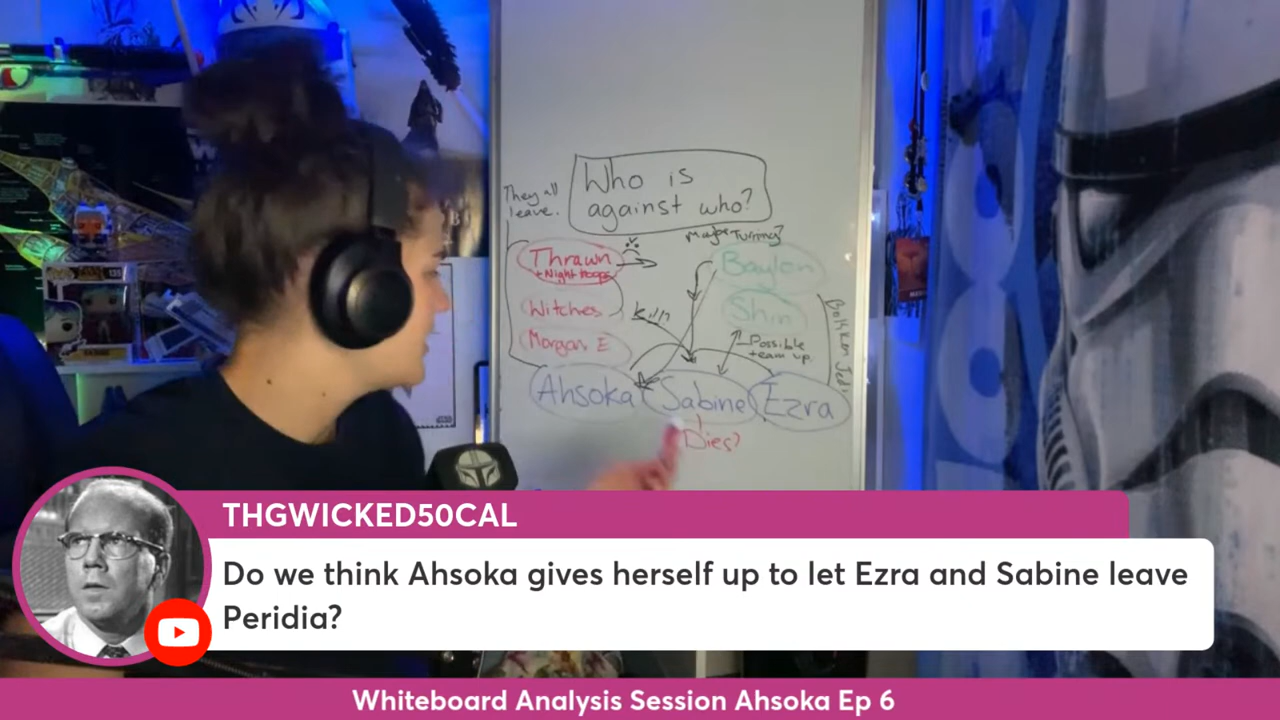 Who is
against who?
They all
leave.
Major Turning?
Thrawn
+ Night troops
Baylon
Witches
Kill
Shin
Morgan E
Possible
team up
Broken Jedi
Ahsoka
Sabine
Ezra
Dies?
THGWICKED50CAL
Do we think Ahsoka gives herself up to let Ezra and Sabine leave
Peridia?
Whiteboard Analysis Session Ahsoka Ep 6